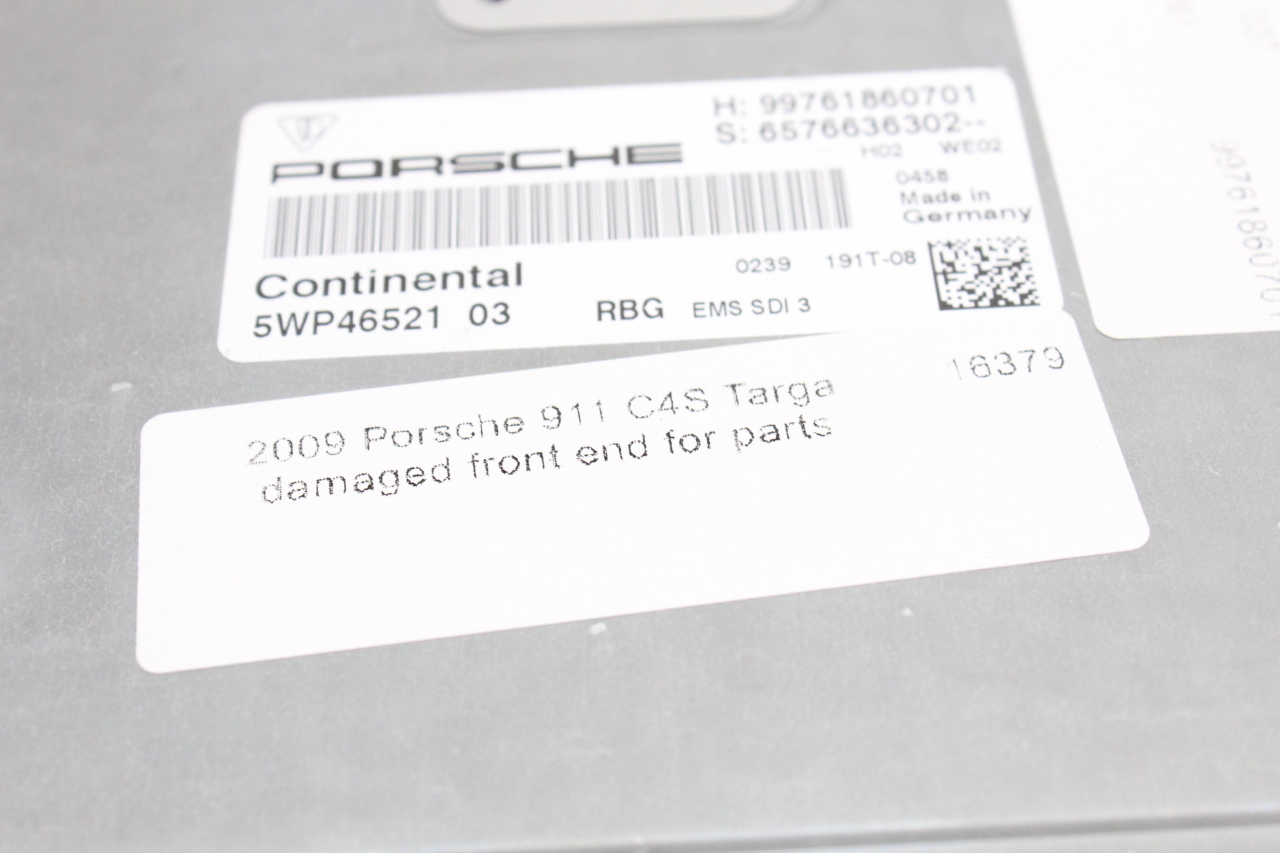 H: 99761860701
S: 6576636302--
PORSCHE
H02 WE02
0458
Made in
Germany
Continental
0239 191T-08
5WP46521 03 RBG EMS SDI 3
2009 Porsche 911 C4S Targa 16379
damaged front end for parts
99761860701